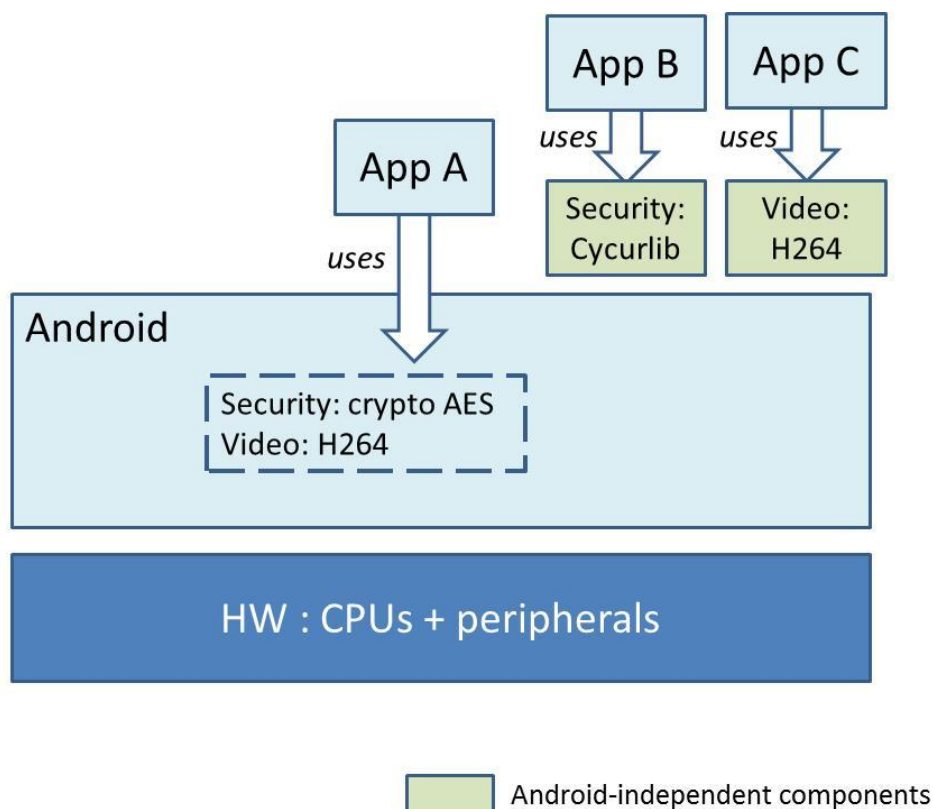 App B
App C
uses
uses
App A
Security:
Cycurlib
Video:
H264
uses
Android
Security: crypto AES
Video: H264
HW : CPUs + peripherals
Android-independent components